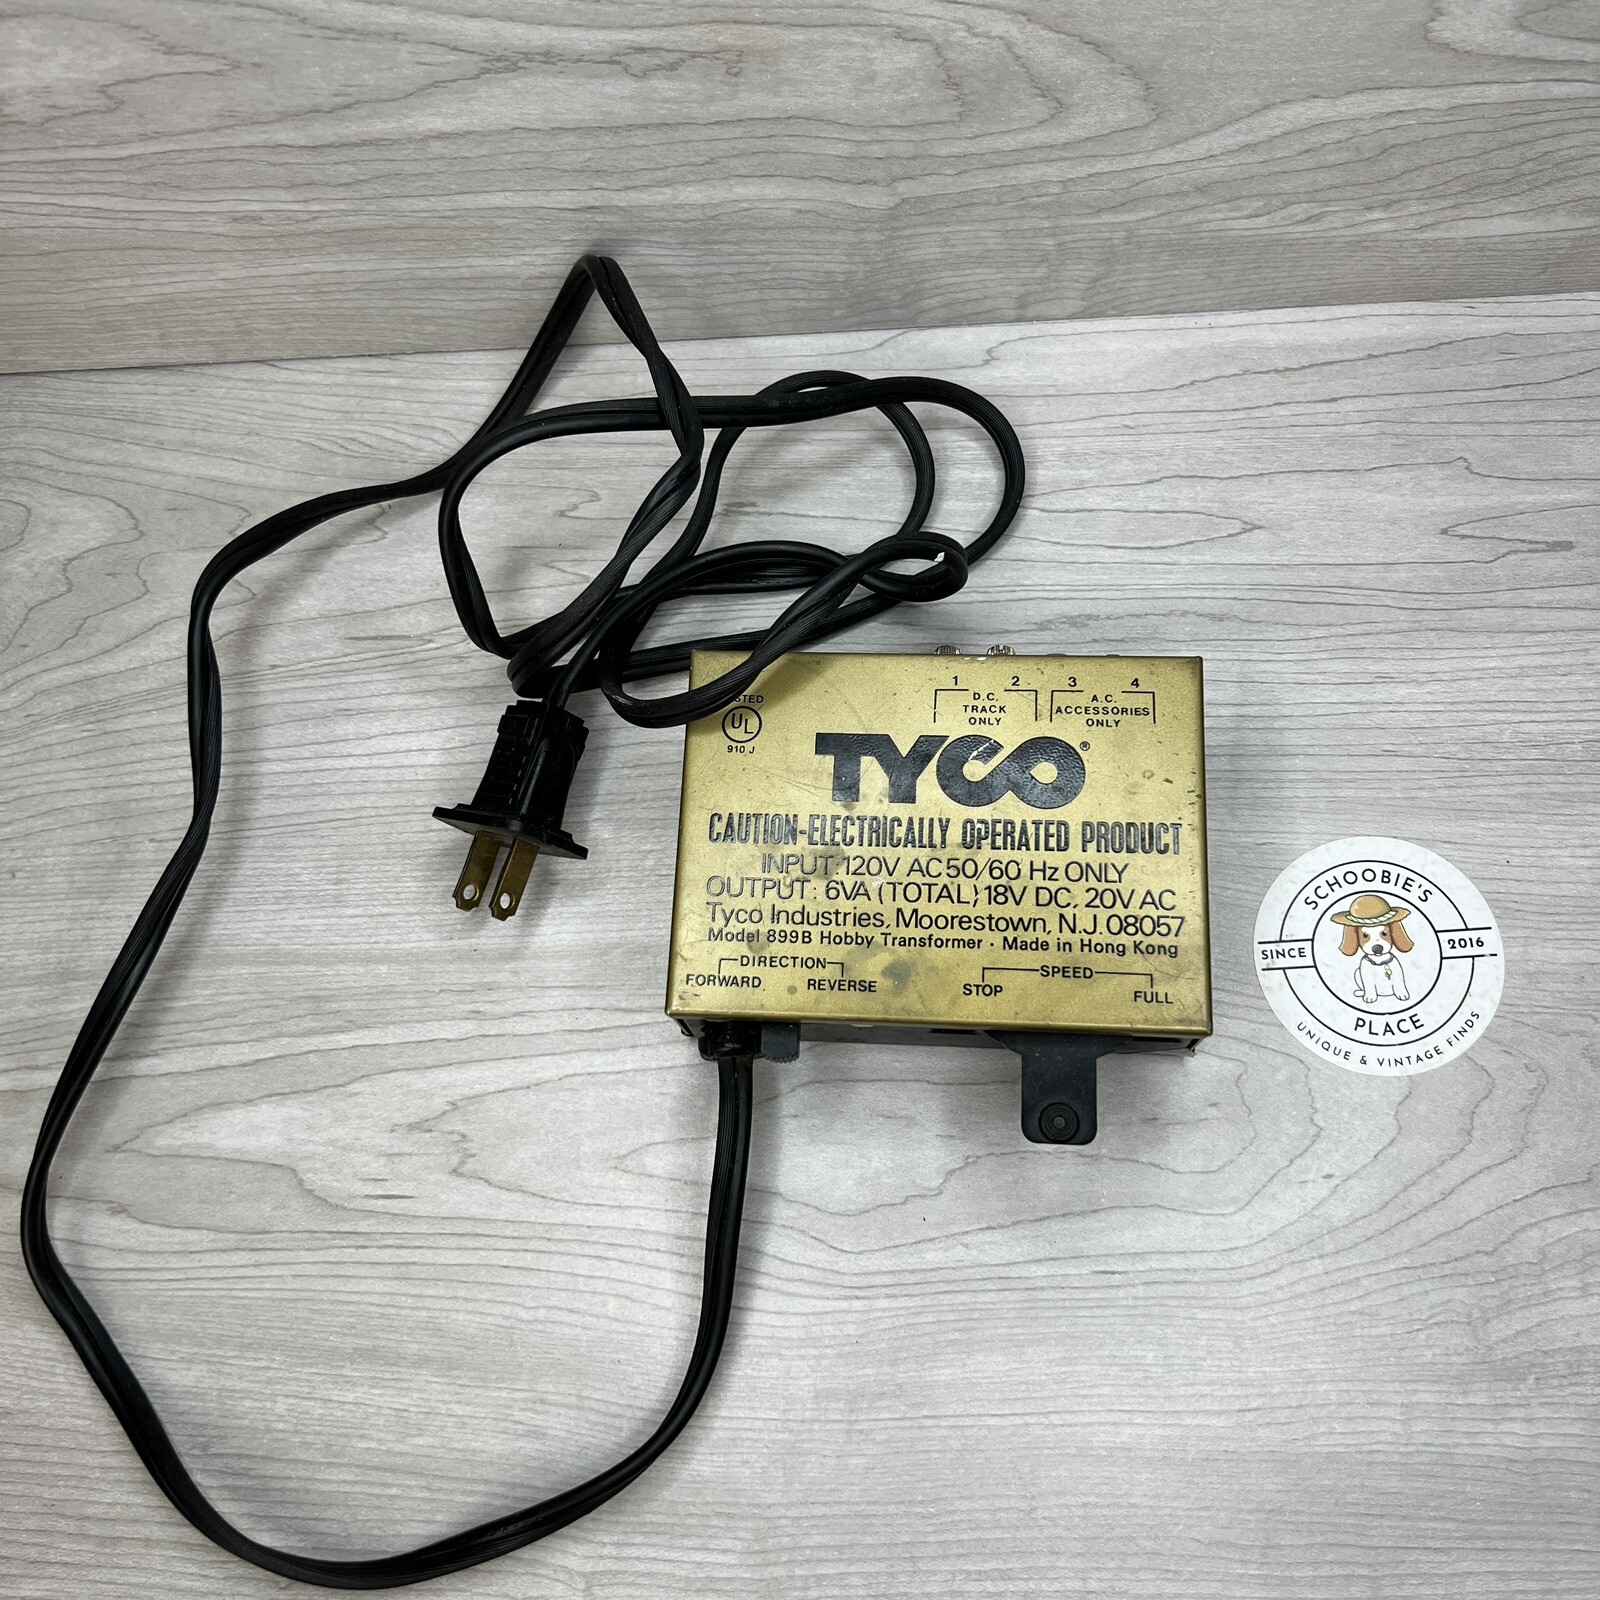 1 2 3 4
D.C. TRACK ONLY
A.C. ACCESSORIES ONLY
UL
910 J
TYCO®
CAUTION-ELECTRICALLY OPERATED PRODUCT
INPUT: 120V AC 50/60 Hz ONLY
OUTPUT: 6VA (TOTAL) 18V DC, 20V AC
Tyco Industries, Moorestown, N.J. 08057
Model 899B Hobby Transformer · Made in Hong Kong
DIRECTION
FORWARD REVERSE
SPEED
STOP FULL
SCHOOBIE'S
SINCE 2016
PLACE
UNIQUE & VINTAGE FINDS